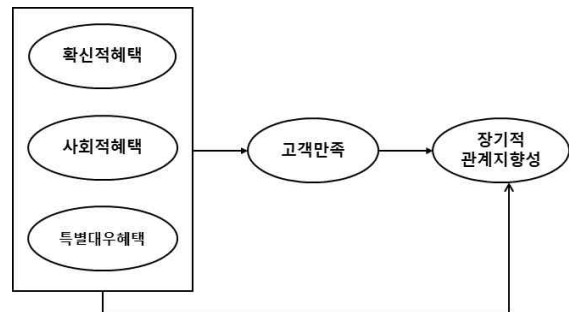 확신적혜택
사회적혜택
특별대우혜택
고객만족
장기적
관계지향성